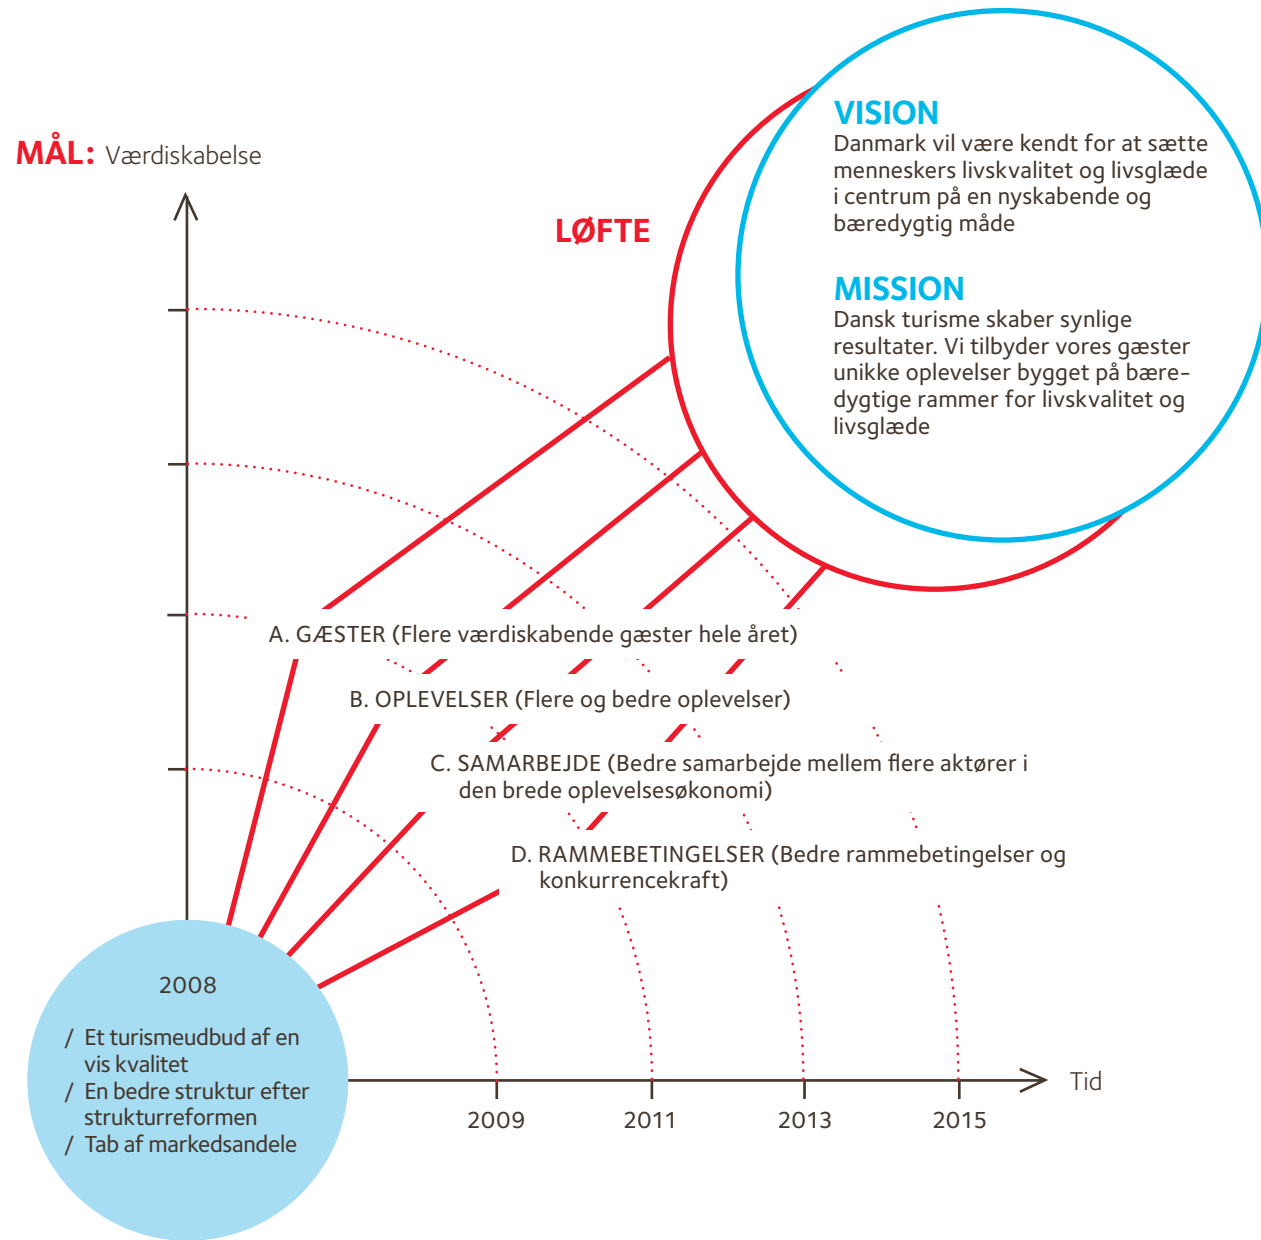 MÅL: Værdiskabelse
VISION
Danmark vil være kendt for at sætte
menneskers livskvalitet og livsglæde
i centrum på en nyskabende og
bæredygtig måde
LØFTE
MISSION
Dansk turisme skaber synlige
resultater. Vi tilbyder vores gæster
unikke oplevelser bygget på bære-
dygtige rammer for livskvalitet og
livsglæde
A. GÆSTER (Flere værdiskabende gæster hele året)
B. OPLEVELSER (Flere og bedre oplevelser)
C. SAMARBEJDE (Bedre samarbejde mellem flere aktører i
den brede oplevelsesøkonomi)
D. RAMMEBETINGELSER (Bedre rammebetingelser og
konkurrencekraft)
2008
/ Et turismeudbud af en
vis kvalitet
/ En bedre struktur efter
strukturreformen
/ Tab af markedsandele
Tid
2009 2011 2013 2015